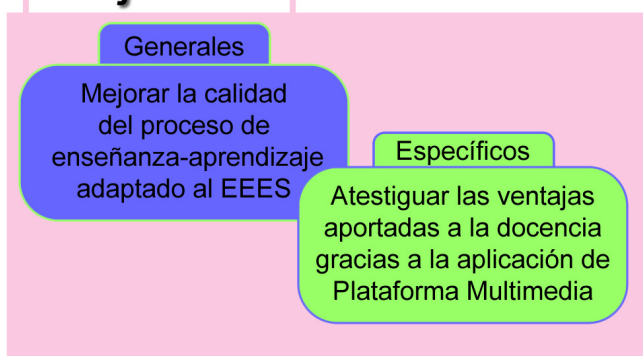 Generales
Mejorar la calidad
del proceso de
enseñanza-aprendizaje
adaptado al EEES
Específicos
Atestiguar las ventajas
aportadas a la docencia
gracias a la aplicación de
Plataforma Multimedia